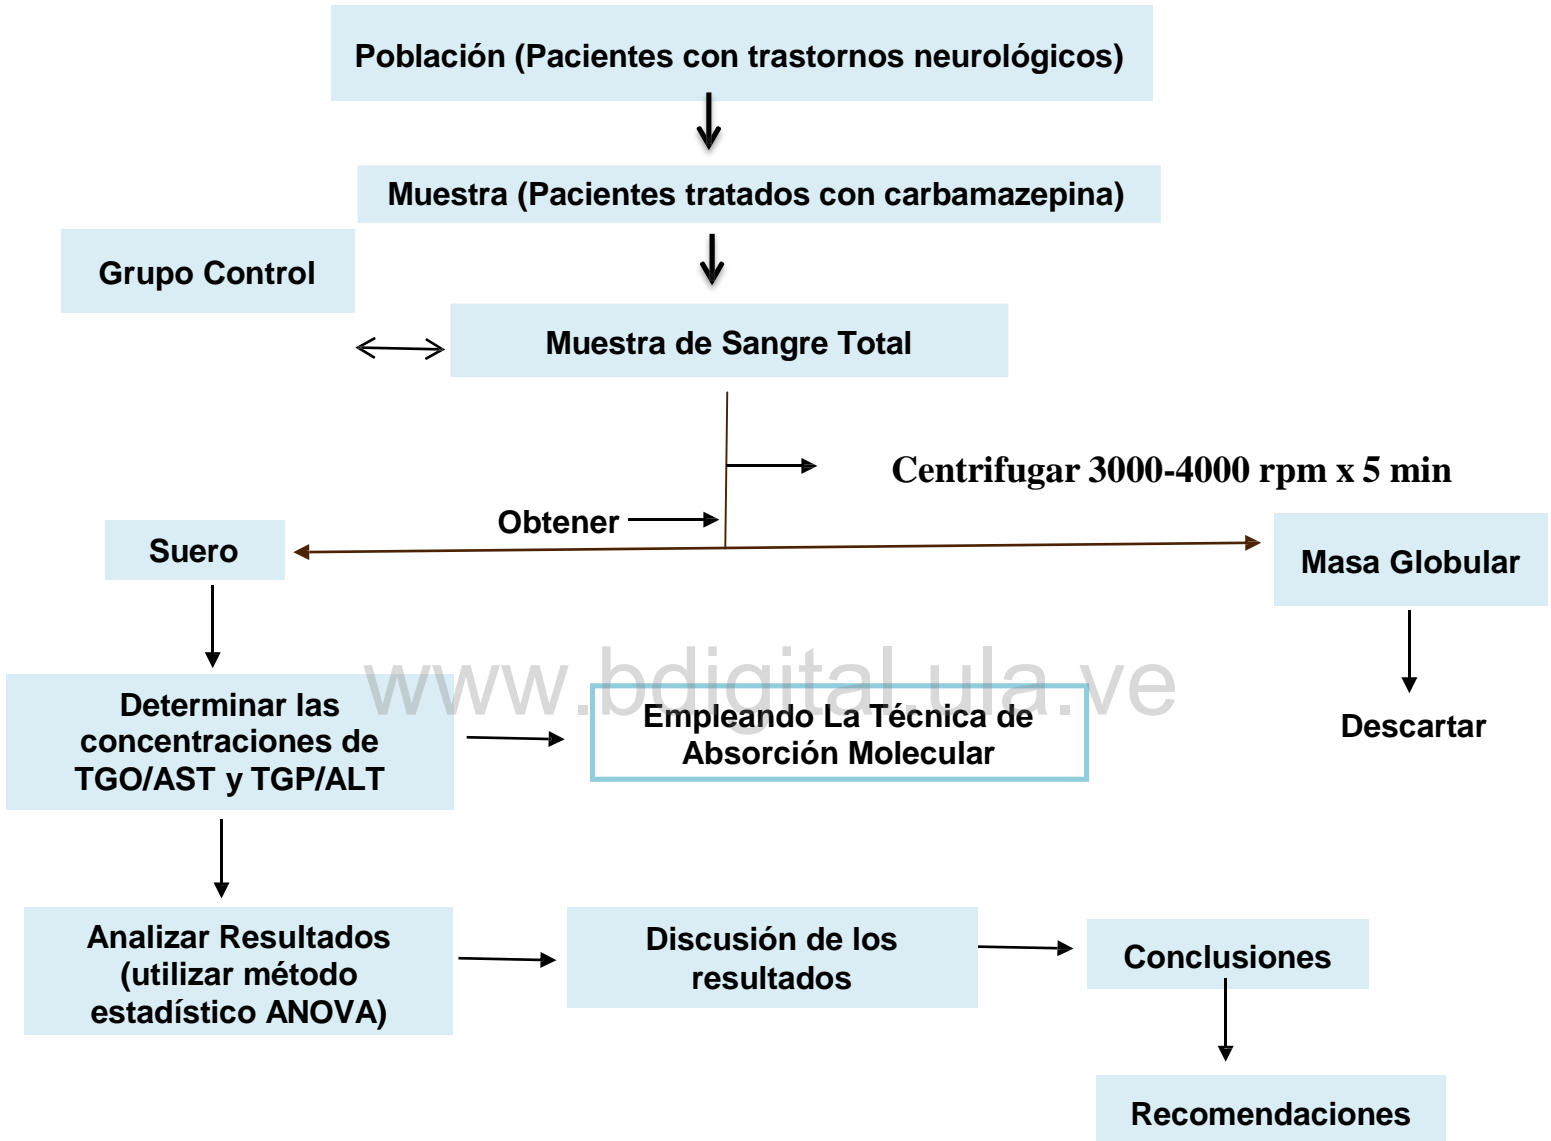 Población (Pacientes con trastornos neurológicos)
Muestra (Pacientes tratados con carbamazepina)
Grupo Control
Muestra de Sangre Total
Centrifugar 3000-4000 rpm x 5 min
Obtener
Suero
Masa Globular
www.bdigital.ula.ve
Determinar las
concentraciones de
TGO/AST y TGP/ALT
Empleando La Técnica de
Absorción Molecular
Descartar
Analizar Resultados
(utilizar método
estadístico ANOVA)
Discusión de los
resultados
Conclusiones
Recomendaciones